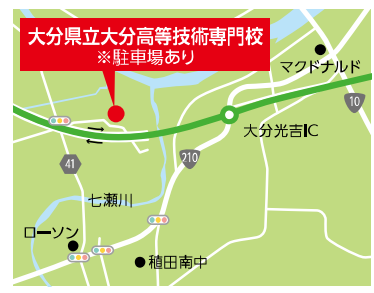 大分県立大分高等技術専門校
※駐車場あり
マクドナルド
10
大分光吉IC
210
41
七瀬川
ローソン
稙田南中